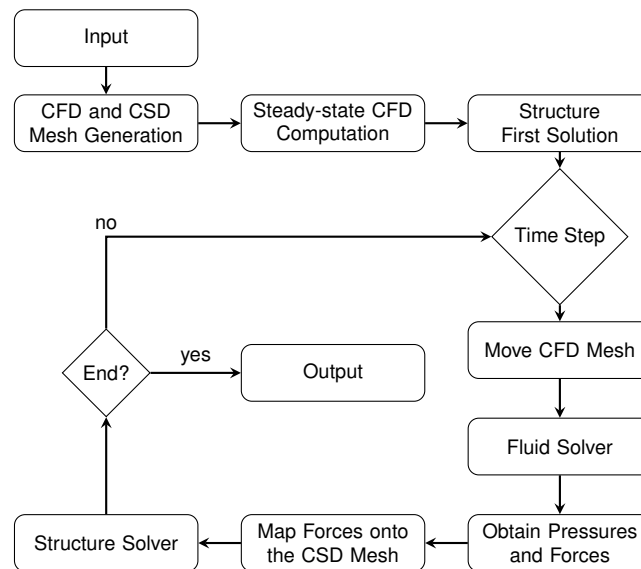 Input
CFD and CSD
Mesh Generation
Steady-state CFD
Computation
Structure
First Solution
Time Step
Move CFD Mesh
Fluid Solver
Obtain Pressures
and Forces
Map Forces onto
the CSD Mesh
Structure Solver
End?
yes
Output
no